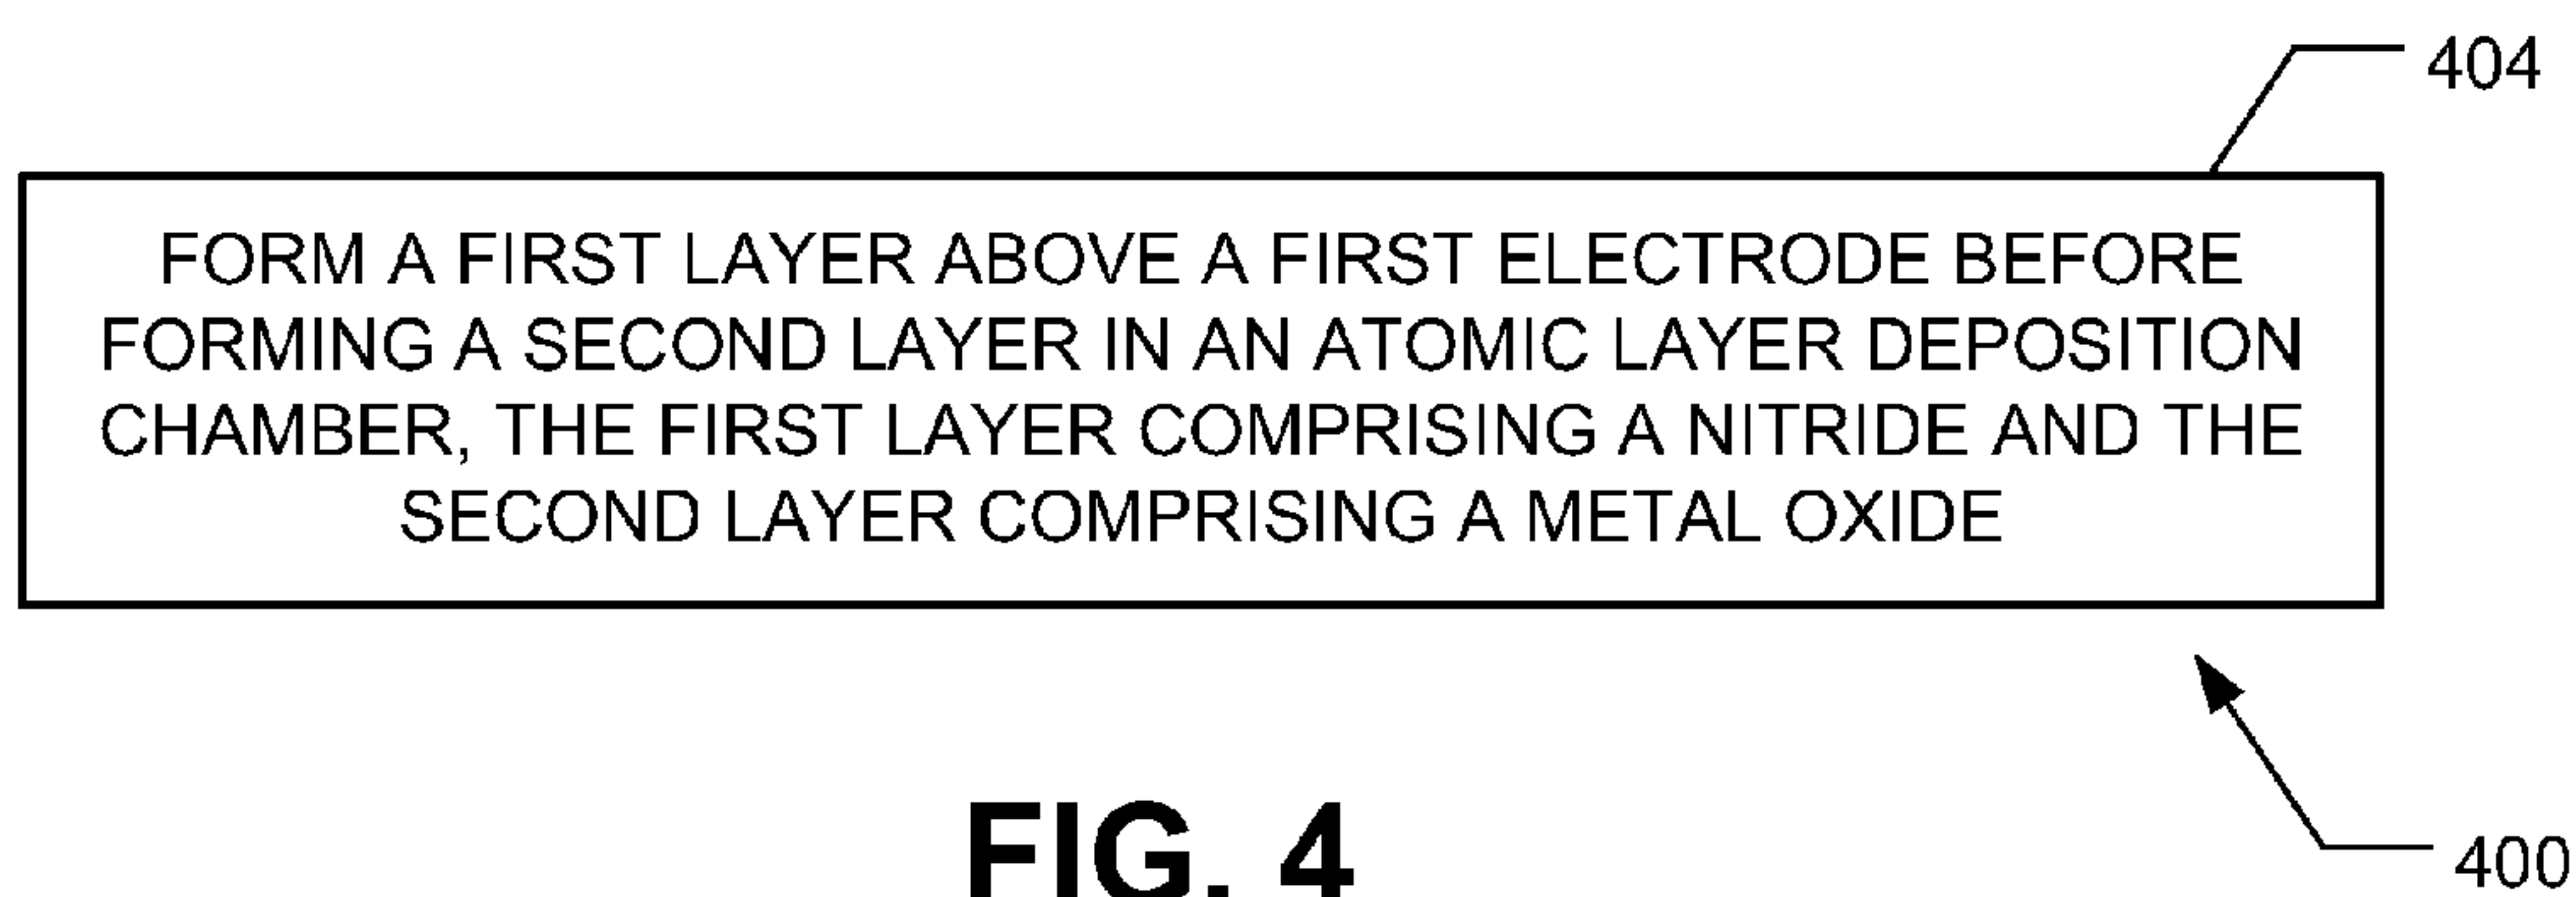 404
FORM A FIRST LAYER ABOVE A FIRST ELECTRODE BEFORE
FORMING A SECOND LAYER IN AN ATOMIC LAYER DEPOSITION
CHAMBER, THE FIRST LAYER COMPRISING A NITRIDE AND THE
SECOND LAYER COMPRISING A METAL OXIDE
FIG. 4
400